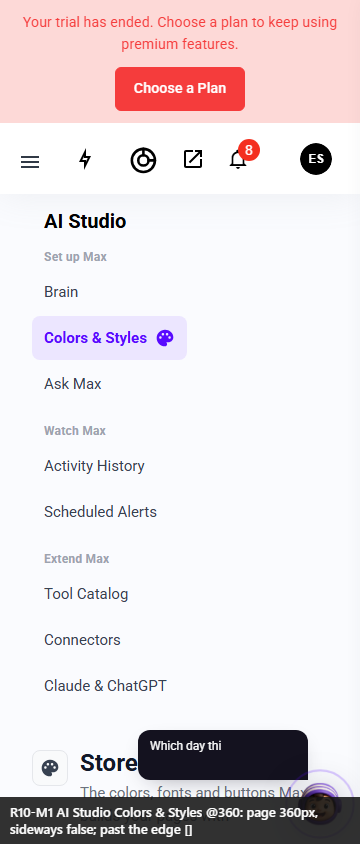 Your trial has ended. Choose a plan to keep using
premium features.
Choose a Plan
8
ES
AI Studio
Set up Max
Brain
Colors & Styles
Ask Max
Watch Max
Activity History
Scheduled Alerts
Extend Max
Tool Catalog
Connectors
Claude & ChatGPT
Store
Which day thi
The colors, fonts and buttons Max
R10-M1 AI Studio Colors & Styles @360: page 360px,
sideways false; past the edge []